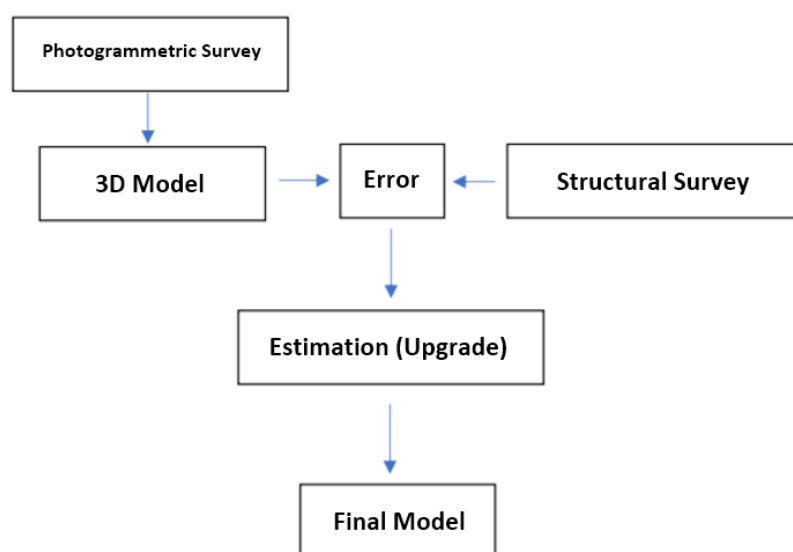 Photogrammetric Survey
3D Model
Error
Structural Survey
Estimation (Upgrade)
Final Model